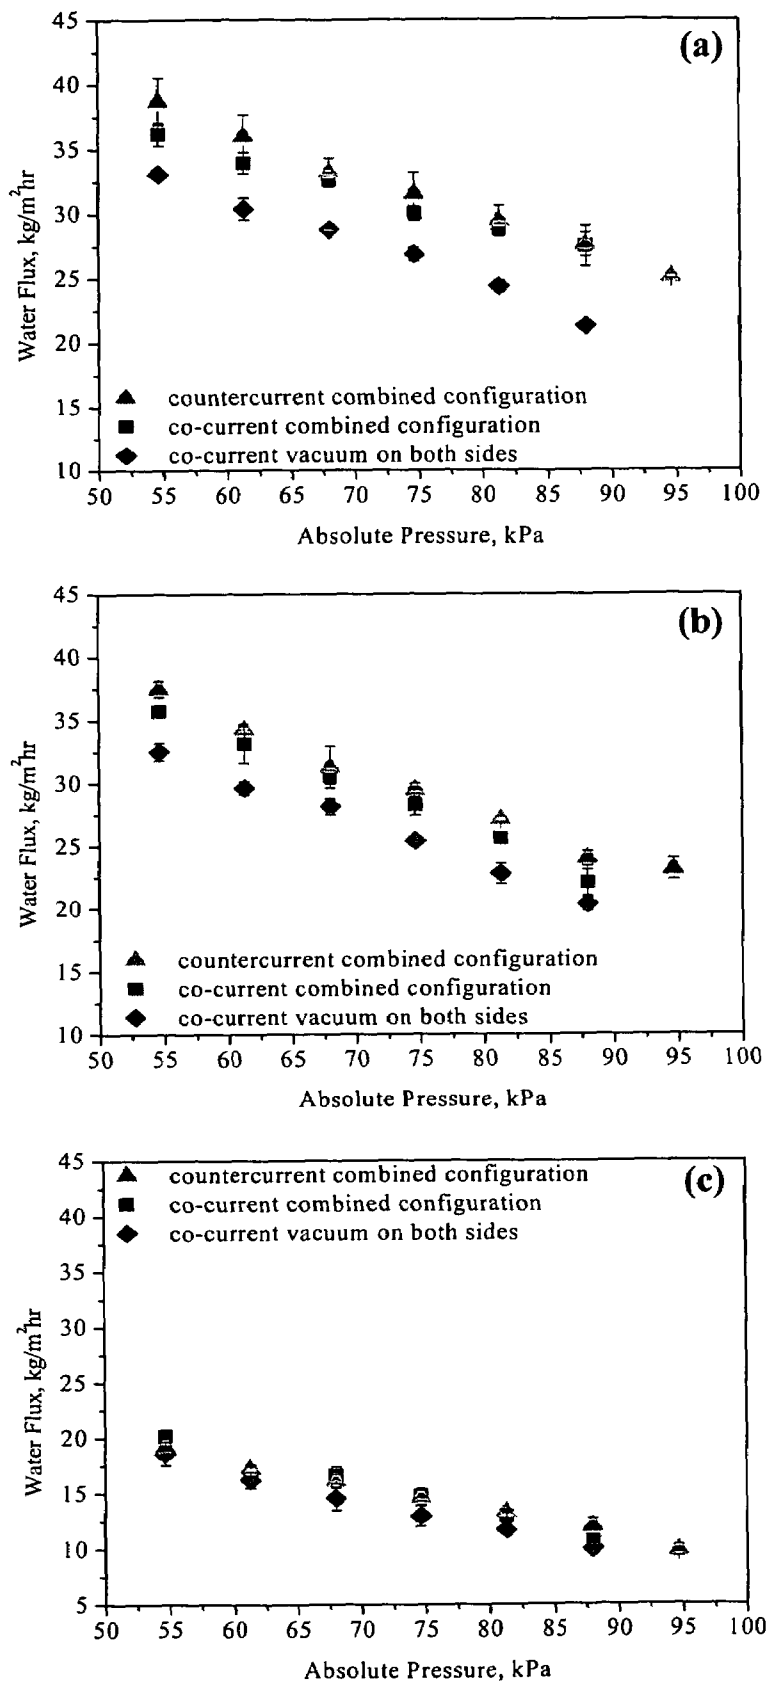 45
(a)
40
35
30
25
20
15
10
Water Flux, kg/m²hr
countercurrent combined configuration
co-current combined configuration
co-current vacuum on both sides
50 55 60 65 70 75 80 85 90 95 100
Absolute Pressure, kPa
45
(b)
40
35
30
25
20
15
10
Water Flux, kg/m²hr
countercurrent combined configuration
co-current combined configuration
co-current vacuum on both sides
50 55 60 65 70 75 80 85 90 95 100
Absolute Pressure, kPa
45
(c)
40
35
30
25
20
15
10
5
Water Flux, kg/m²hr
countercurrent combined configuration
co-current combined configuration
co-current vacuum on both sides
50 55 60 65 70 75 80 85 90 95 100
Absolute Pressure, kPa